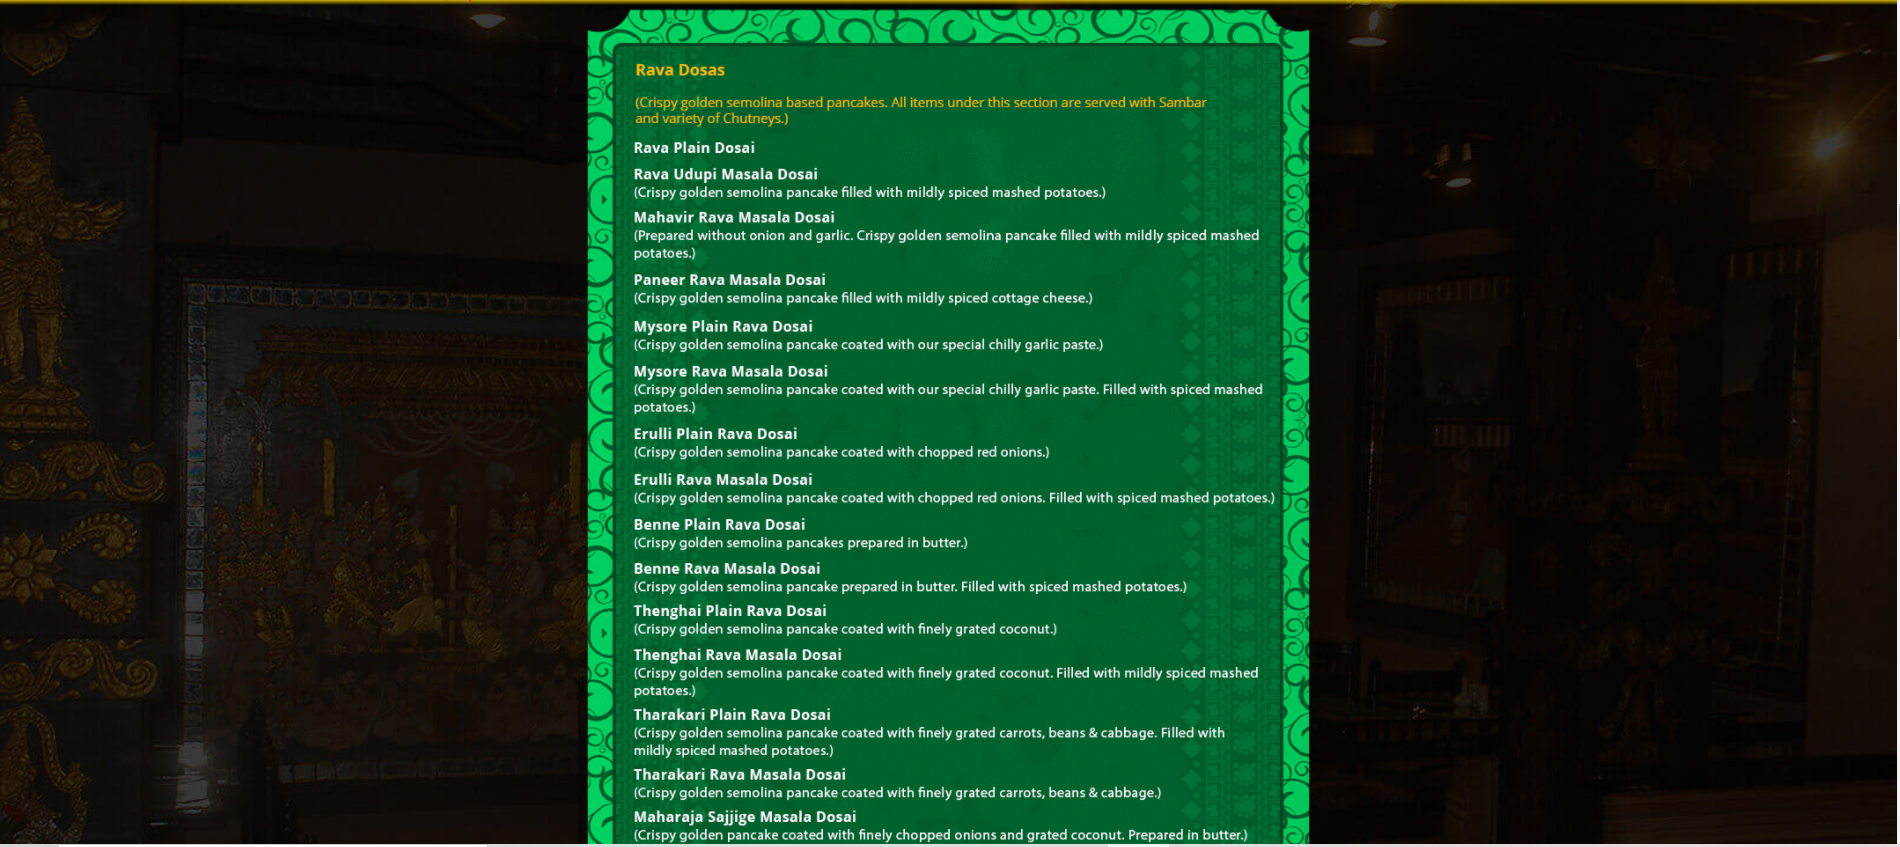 Rava Dosas
(Crispy golden semolina based pancakes. All items under this section are served with Sambar
and variety of Chutneys.)
Rava Plain Dosai
Rava Udupi Masala Dosai
(Crispy golden semolina pancake filled with mildly spiced mashed potatoes.)
Mahavir Rava Masala Dosai
(Prepared without onion and garlic. Crispy golden semolina pancake filled with mildly spiced mashed
potatoes.)
Paneer Rava Masala Dosai
(Crispy golden semolina pancake filled with mildly spiced cottage cheese.)
Mysore Plain Rava Dosai
(Crispy golden semolina pancake coated with our special chilly garlic paste.)
Mysore Rava Masala Dosai
(Crispy golden semolina pancake coated with our special chilly garlic paste. Filled with spiced mashed
potatoes.)
Erulli Plain Rava Dosai
(Crispy golden semolina pancake coated with chopped red onions.)
Erulli Rava Masala Dosai
(Crispy golden semolina pancake coated with chopped red onions. Filled with spiced mashed potatoes.)
Benne Plain Rava Dosai
(Crispy golden semolina pancakes prepared in butter.)
Benne Rava Masala Dosai
(Crispy golden semolina pancake prepared in butter. Filled with spiced mashed potatoes.)
Thenghai Plain Rava Dosai
(Crispy golden semolina pancake coated with finely grated coconut.)
Thenghai Rava Masala Dosai
(Crispy golden semolina pancake coated with finely grated coconut. Filled with mildly spiced mashed
potatoes.)
Tharakari Plain Rava Dosai
(Crispy golden semolina pancake coated with finely grated carrots, beans & cabbage. Filled with
mildly spiced mashed potatoes.)
Tharakari Rava Masala Dosai
(Crispy golden semolina pancake coated with finely grated carrots, beans & cabbage.)
Maharaja Sajjige Masala Dosai
(Crispy golden pancake coated with finely chopped onions and grated coconut. Prepared in butter.)